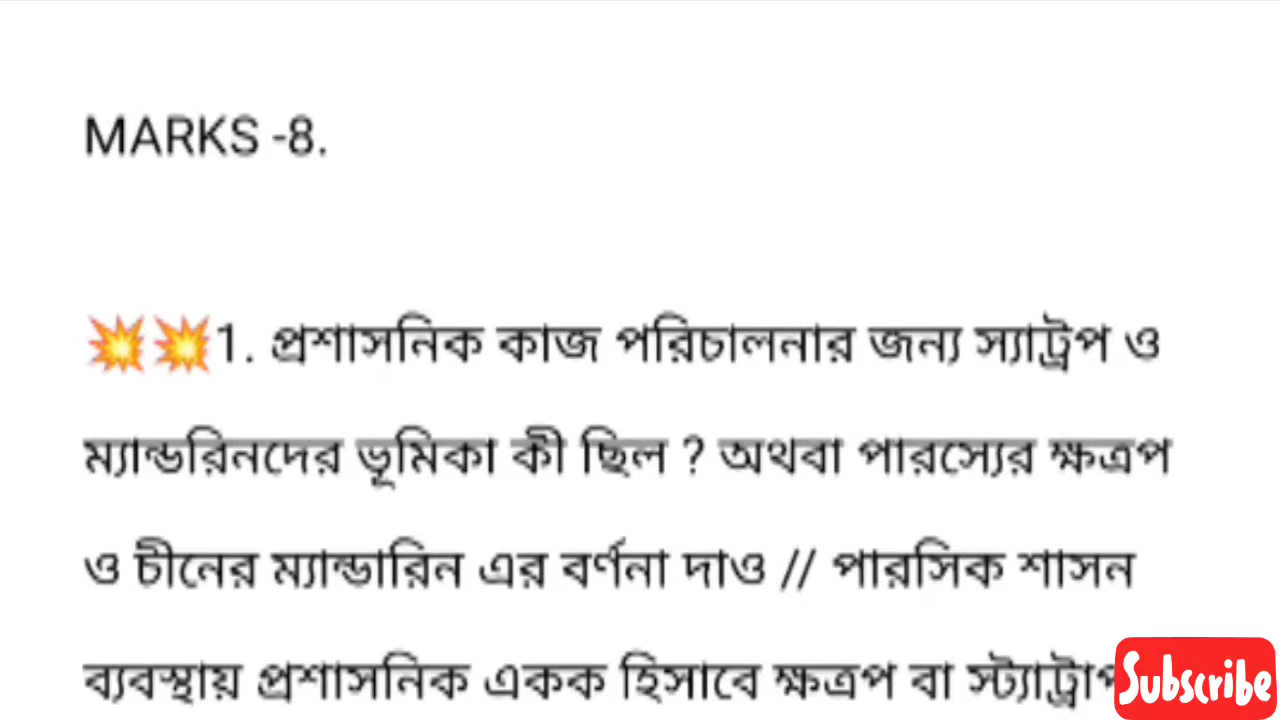 MARKS -8.
💥💥1. প্রশাসনিক কাজ পরিচালনার জন্য স্যাট্রপ ও
ম্যান্ডরিনদের ভূমিকা কী ছিল ? অথবা পারস্যের ক্ষত্রপ
ও চীনের ম্যান্ডারিন এর বর্ণনা দাও // পারসিক শাসন
ব্যবস্থায় প্রশাসনিক একক হিসাবে ক্ষত্রপ বা
Subscribe